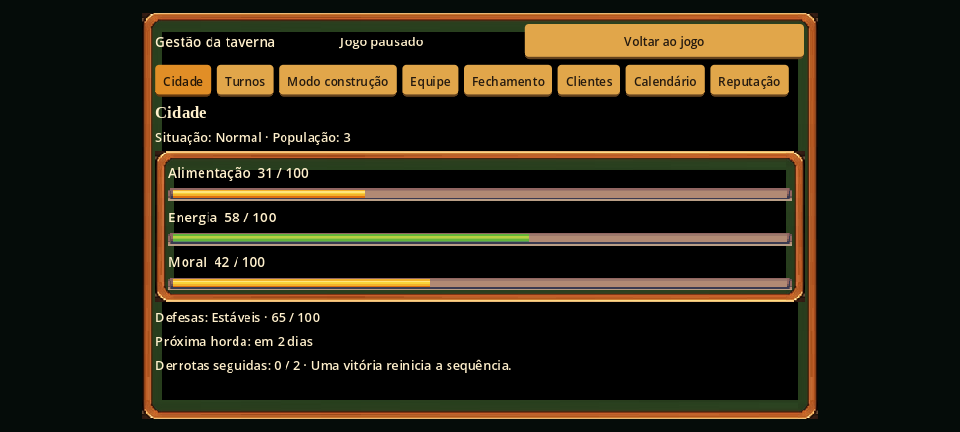 Gestão da taverna
Jogo pausado
Voltar ao jogo
Cidade
Turnos
Modo construção
Equipe
Fechamento
Clientes
Calendário
Reputação
Cidade
Situação: Normal · População: 3
Alimentação 31 / 100
Energia 58 / 100
Moral 42 / 100
Defesas: Estáveis · 65 / 100
Próxima horda: em 2 dias
Derrotas seguidas: 0 / 2 · Uma vitória reinicia a sequência.